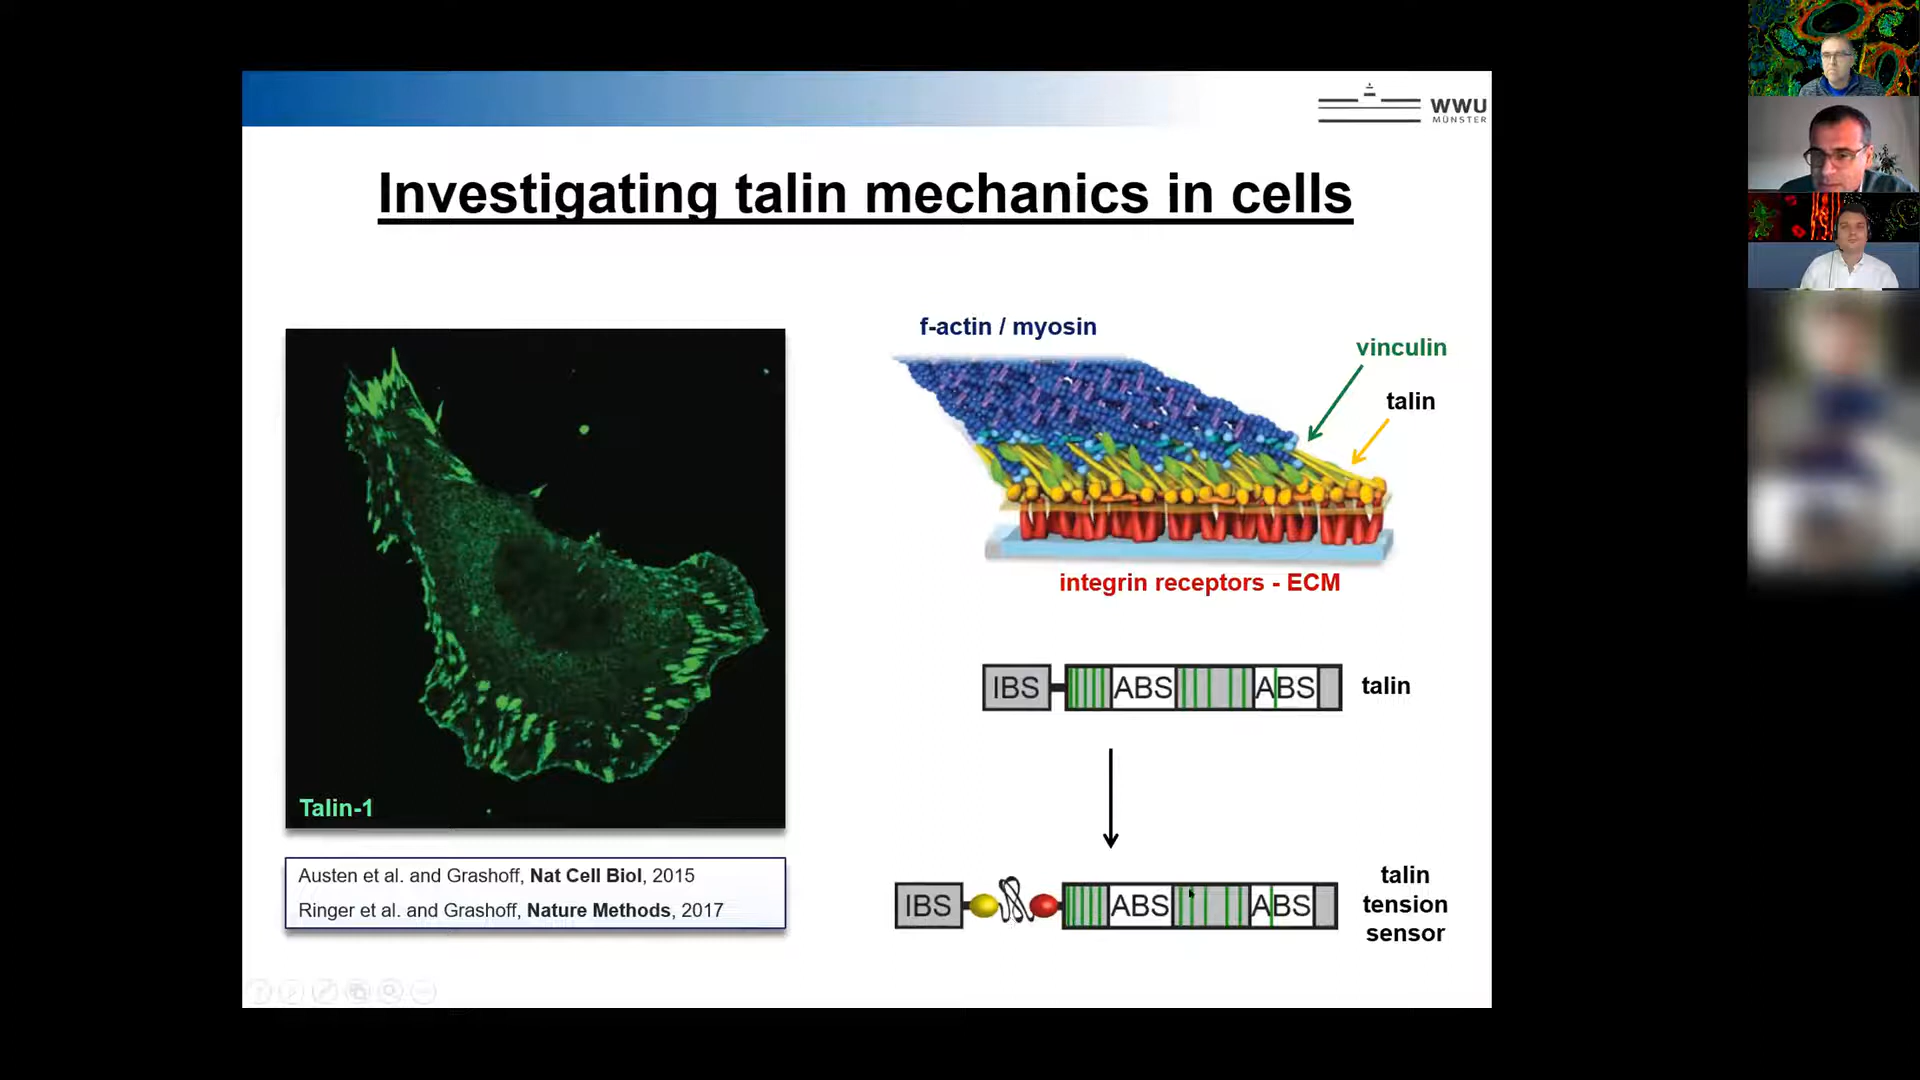 WWU
MÜNSTER
Investigating talin mechanics in cells
f-actin / myosin
vinculin
talin
integrin receptors - ECM
IBS ABS ABS talin
Talin-1
Austen et al. and Grashoff, Nat Cell Biol, 2015
Ringer et al. and Grashoff, Nature Methods, 2017
IBS ABS ABS
talin
tension
sensor